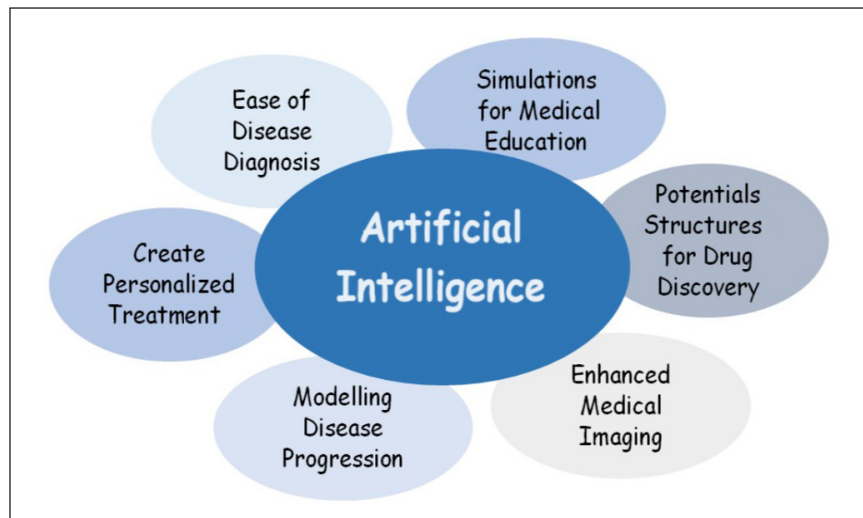 Ease of
Disease
Diagnosis
Simulations
for Medical
Education
Artificial
Intelligence
Potentials
Structures
for Drug
Discovery
Create
Personalized
Treatment
Modelling
Disease
Progression
Enhanced
Medical
Imaging